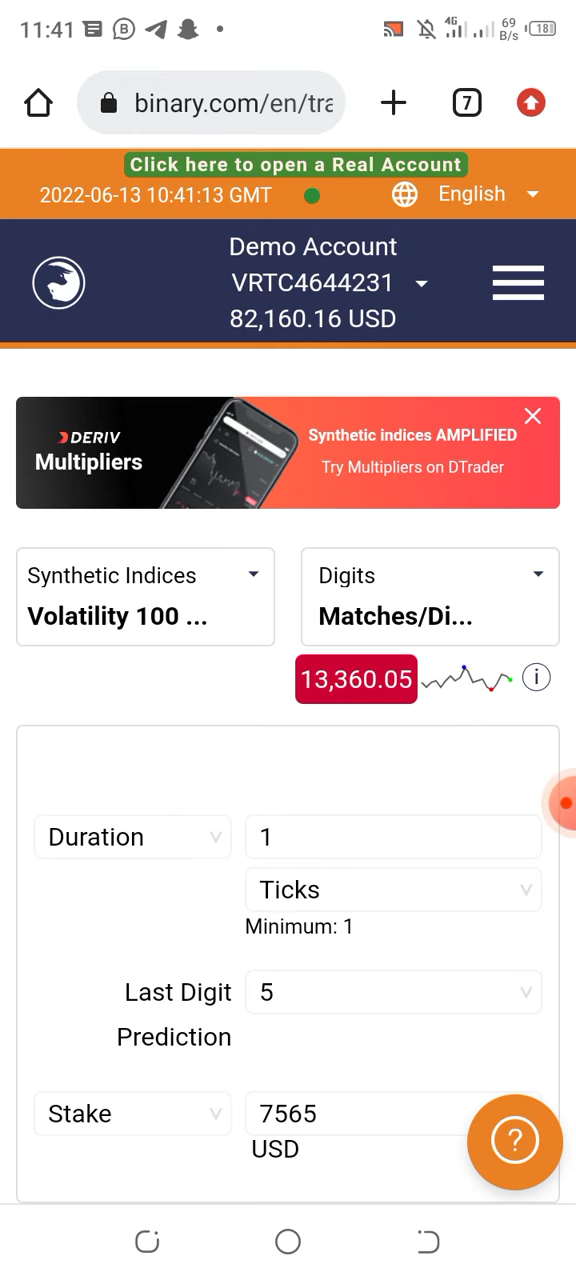 11:41 4G 69 B/s 18
binary.com/en/tra 7
Click here to open a Real Account
2022-06-13 10:41:13 GMT English
Demo Account
VRTC4644231
82,160.16 USD
DERIV
Multipliers
Synthetic indices AMPLIFIED
Try Multipliers on DTrader
Synthetic Indices
Volatility 100 ...
Digits
Matches/Di...
13,360.05 i
Duration 1
Ticks
Minimum: 1
Last Digit Prediction 5
Stake 7565
USD
?